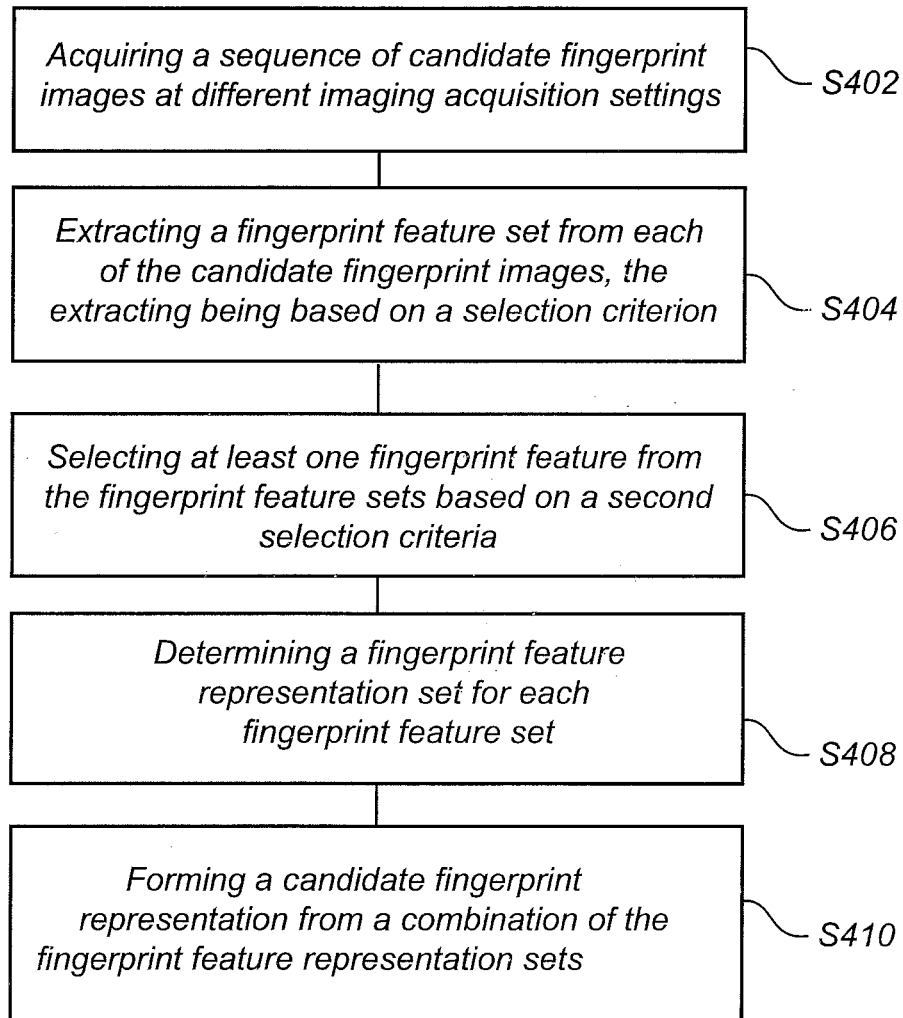 Acquiring a sequence of candidate fingerprint
images at different imaging acquisition settings
S402
Extracting a fingerprint feature set from each
of the candidate fingerprint images, the
extracting being based on a selection criterion
S404
Selecting at least one fingerprint feature from
the fingerprint feature sets based on a second
selection criteria
S406
Determining a fingerprint feature
representation set for each
fingerprint feature set
S408
Forming a candidate fingerprint
representation from a combination of the
fingerprint feature representation sets
S410